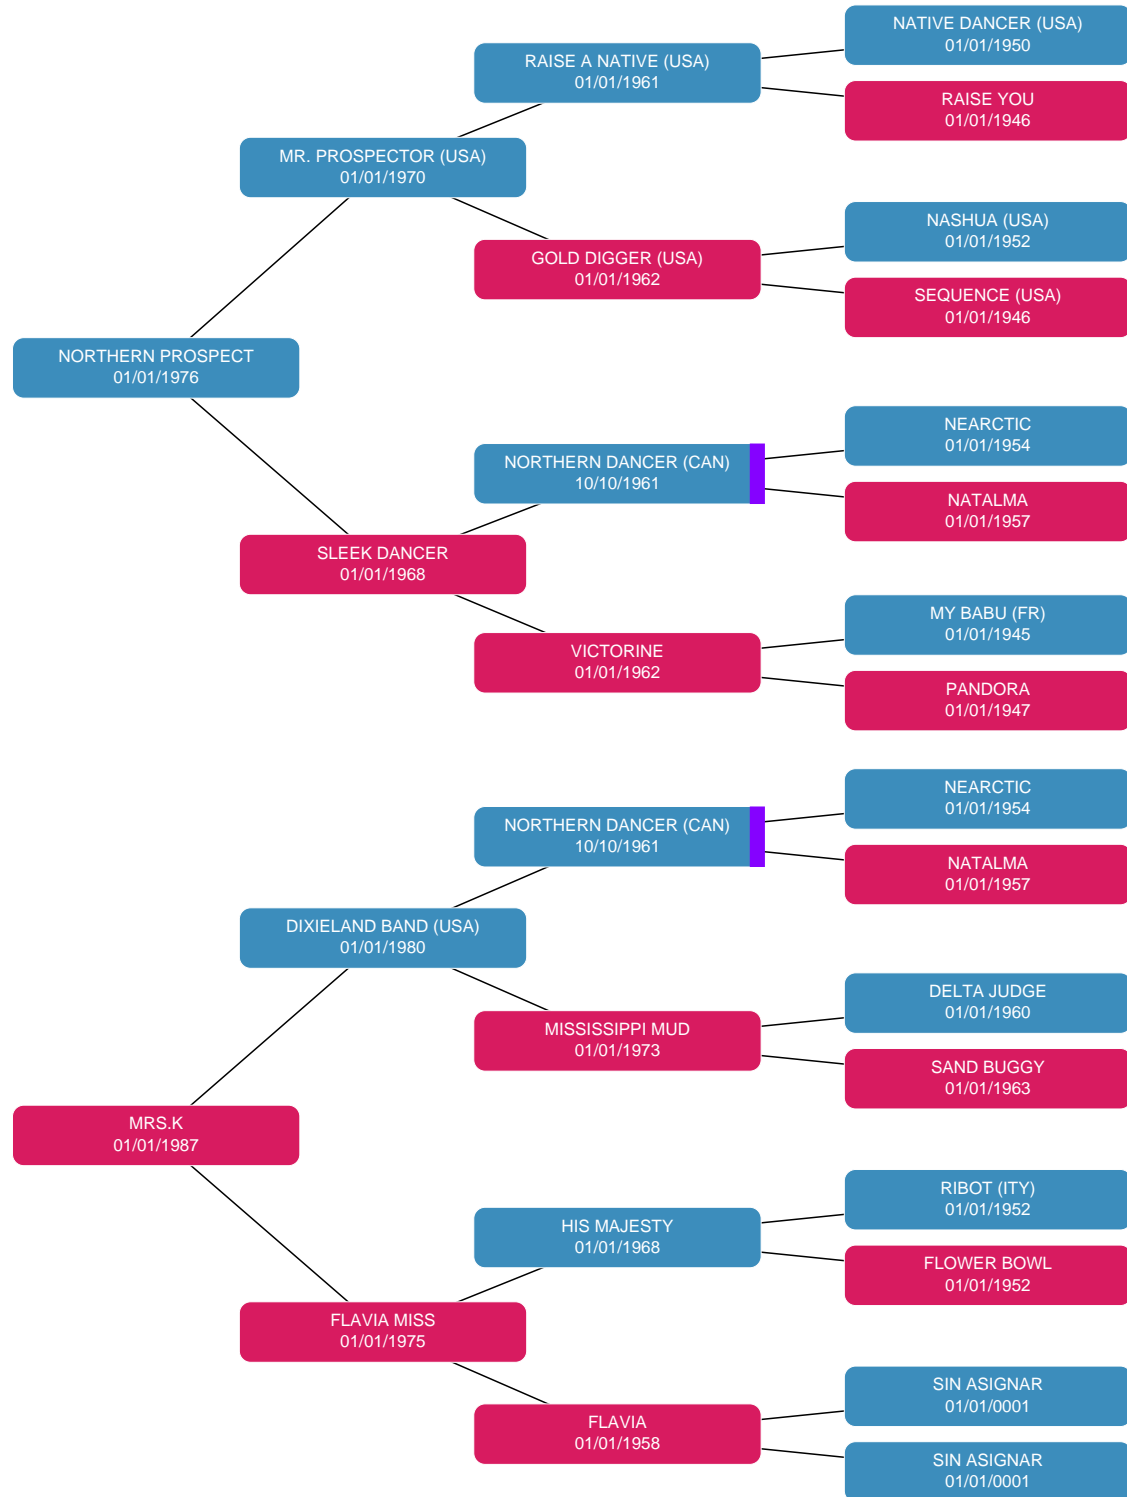 NATIVE DANCER (USA)
01/01/1950
RAISE A NATIVE (USA)
01/01/1961
RAISE YOU
01/01/1946
MR. PROSPECTOR (USA)
01/01/1970
NASHUA (USA)
01/01/1952
GOLD DIGGER (USA)
01/01/1962
SEQUENCE (USA)
01/01/1946
NORTHERN PROSPECT
01/01/1976
NEARCTIC
01/01/1954
NORTHERN DANCER (CAN)
10/10/1961
NATALMA
01/01/1957
SLEEK DANCER
01/01/1968
MY BABU (FR)
01/01/1945
VICTORINE
01/01/1962
PANDORA
01/01/1947
NEARCTIC
01/01/1954
NORTHERN DANCER (CAN)
10/10/1961
NATALMA
01/01/1957
DIXIELAND BAND (USA)
01/01/1980
DELTA JUDGE
01/01/1960
MISSISSIPPI MUD
01/01/1973
SAND BUGGY
01/01/1963
MRS.K
01/01/1987
RIBOT (ITY)
01/01/1952
HIS MAJESTY
01/01/1968
FLOWER BOWL
01/01/1952
FLAVIA MISS
01/01/1975
SIN ASIGNAR
01/01/0001
FLAVIA
01/01/1958
SIN ASIGNAR
01/01/0001